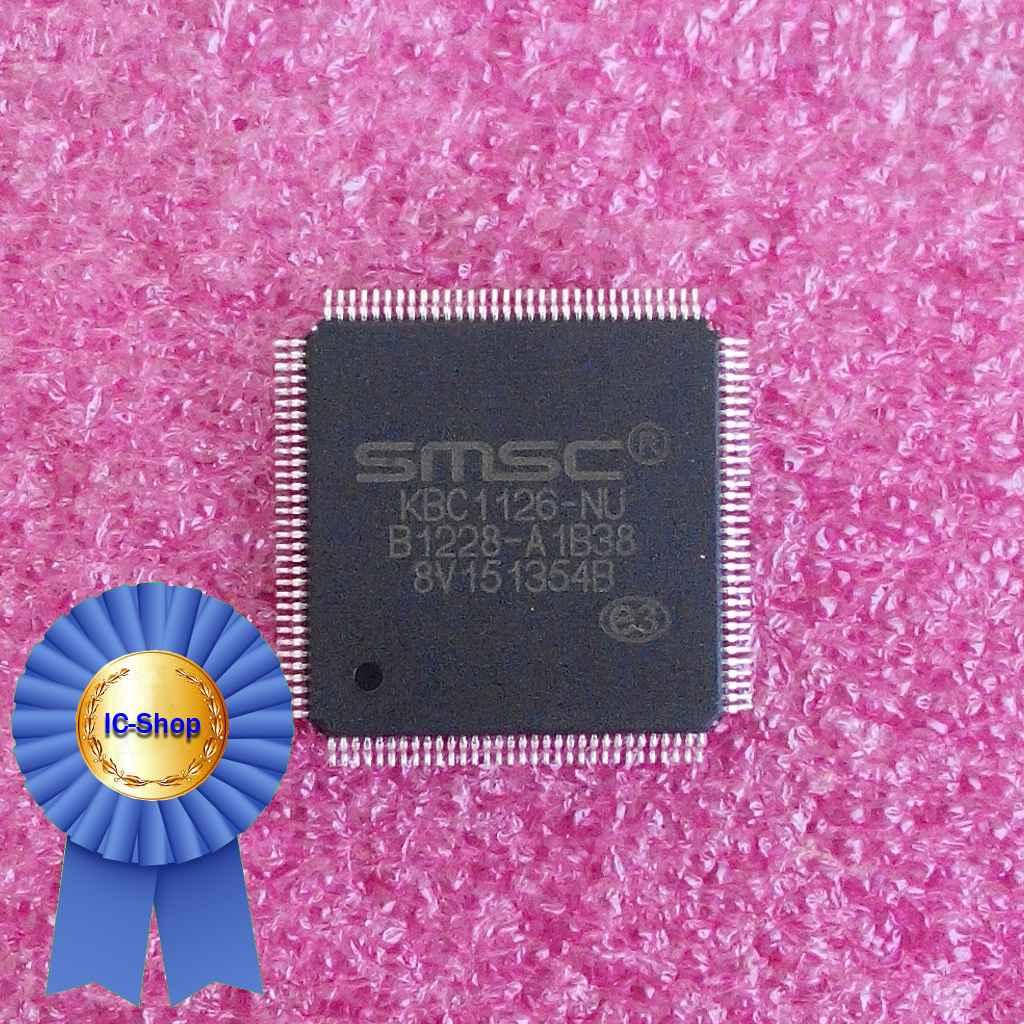 SMSC®
KBC1126-NU
B1228-A1B38
8V151354B
e3
IC-Shop